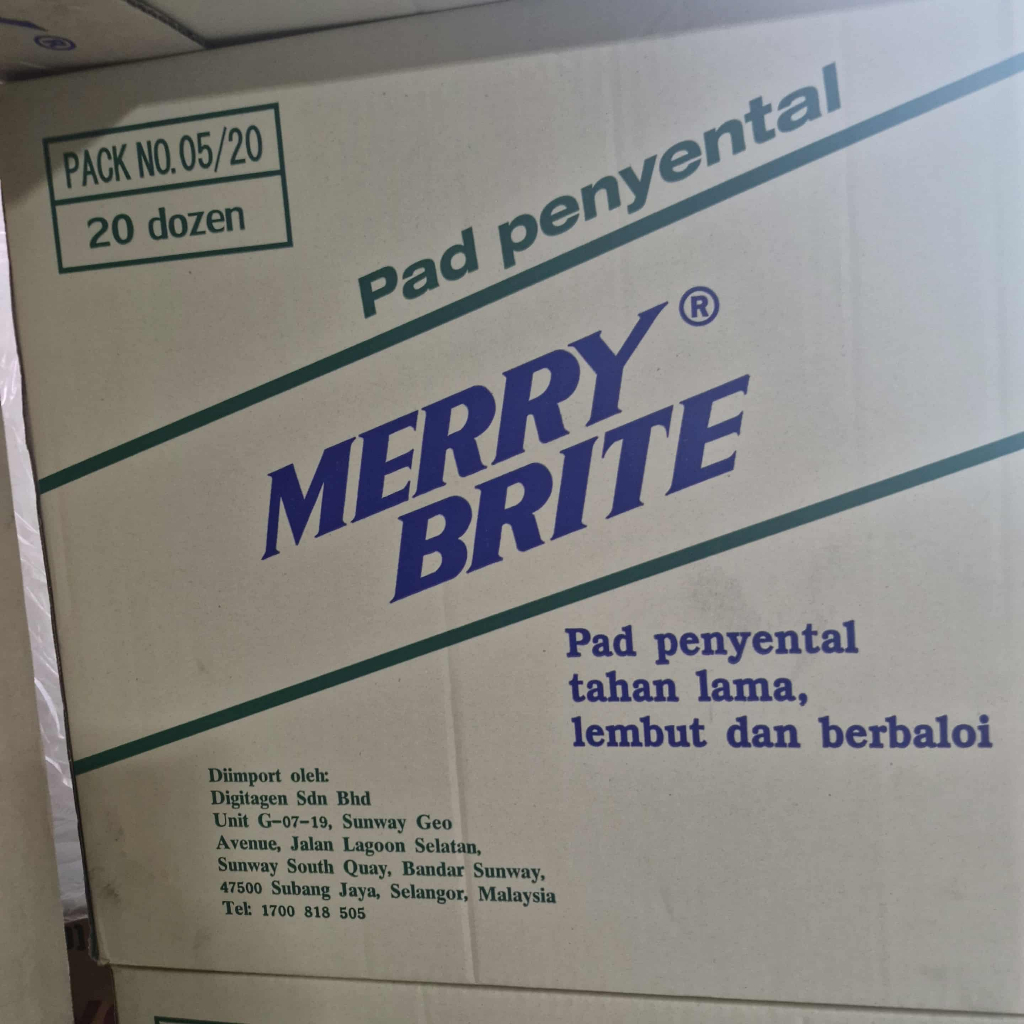 PACK NO.05/20
20 dozen
Pad penyental
MERRY ®
BRITE
Pad penyental
tahan lama,
lembut dan berbaloi
Diimport oleh:
Digitagen Sdn Bhd
Unit G-07-19, Sunway Geo
Avenue, Jalan Lagoon Selatan,
Sunway South Quay, Bandar Sunway,
47500 Subang Jaya, Selangor, Malaysia
Tel: 1700 818 505